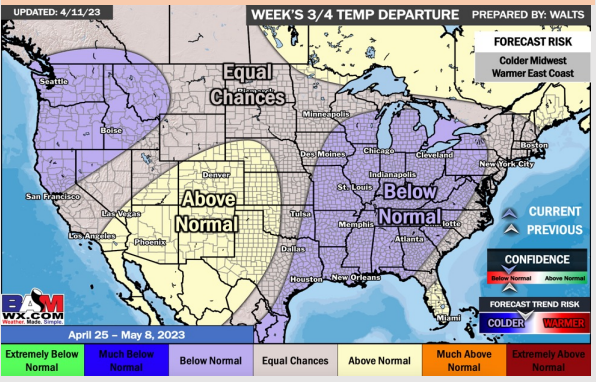 UPDATED: 4/11/23
WEEK'S 3/4 TEMP DEPARTURE
PREPARED BY: WALTS
FORECAST RISK
Colder Midwest
Warmer East Coast
Seattle
Equal
Chances
Minneapolis
Boise
Boston
Des Moines
Chicago
Cleveland
New York City
Denver
Indianapolis
St. Louis
San Francisco
Above
Normal
Below
Normal
Las Vegas
Tulsa
Memphis
lotte
Los Angeles
Phoenix
Atlanta
Dallas
Houston
New Orleans
Miami
CURRENT
PREVIOUS
CONFIDENCE
Below Normal
Above Normal
FORECAST TREND RISK
COLDER
WARMER
BAM
WX.COM
Weather. Made. Simple.
April 25 – May 8, 2023
Extremely Below
Normal
Much Below
Normal
Below Normal
Equal Chances
Above Normal
Much Above
Normal
Extremely Above
Normal